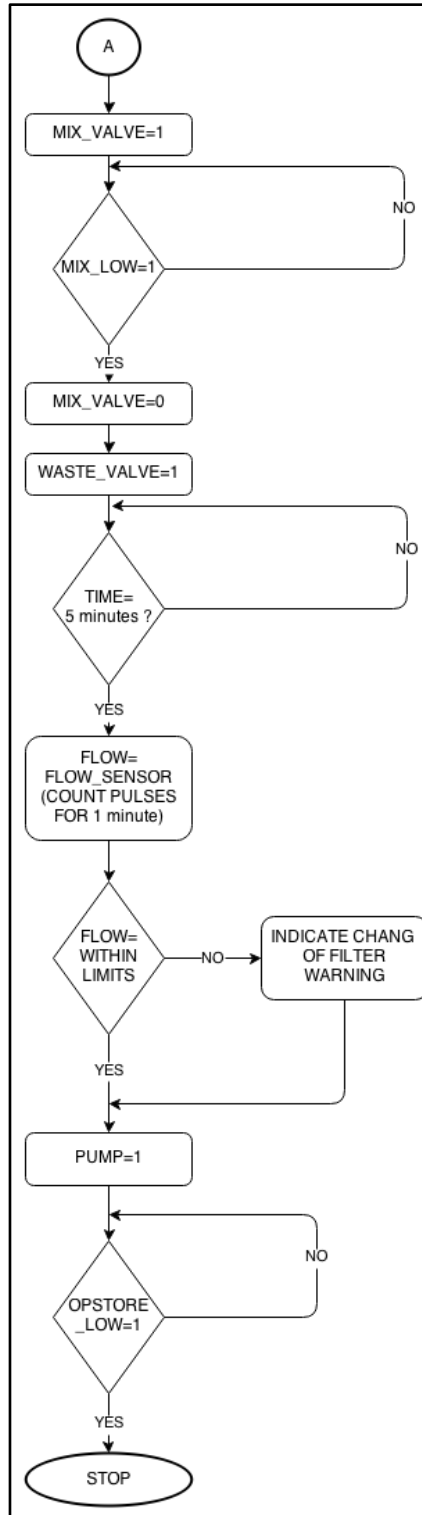 A
MIX_VALVE=1
NO
MIX_LOW=1
YES
MIX_VALVE=0
WASTE_VALVE=1
NO
TIME=
5 minutes ?
YES
FLOW=
FLOW_SENSOR
(COUNT PULSES
FOR 1 minute)
FLOW=
WITHIN
LIMITS
NO
INDICATE CHANG
OF FILTER
WARNING
YES
PUMP=1
NO
OPSTORE
_LOW=1
YES
STOP